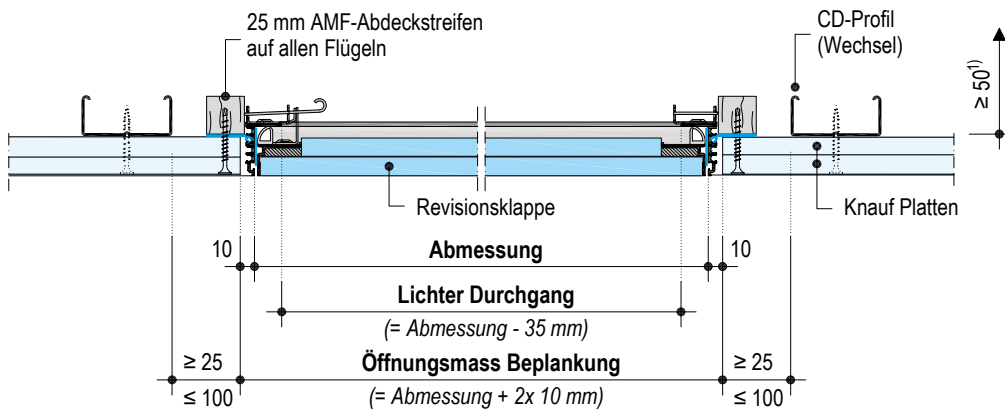 25 mm AMF-Abdeckstreifen
auf allen Flügeln
CD-Profil
(Wechsel)
≥ 50¹⁾
Revisionsklappe
Knauf Platten
10
Abmessung
10
Lichter Durchgang
(= Abmessung - 35 mm)
≥ 25
Öffnungsmass Beplankung
≥ 25
≤ 100
(= Abmessung + 2x 10 mm)
≤ 100